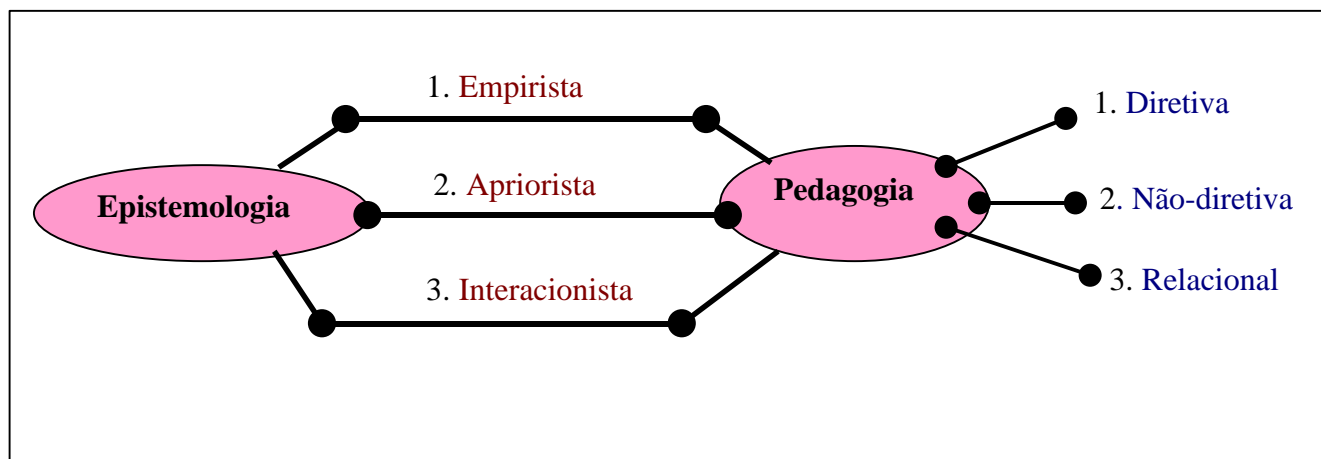 1. Empirista
1. Diretiva
Epistemologia
2. Apriorista
Pedagogia
2. Não-diretiva
3. Interacionista
3. Relacional